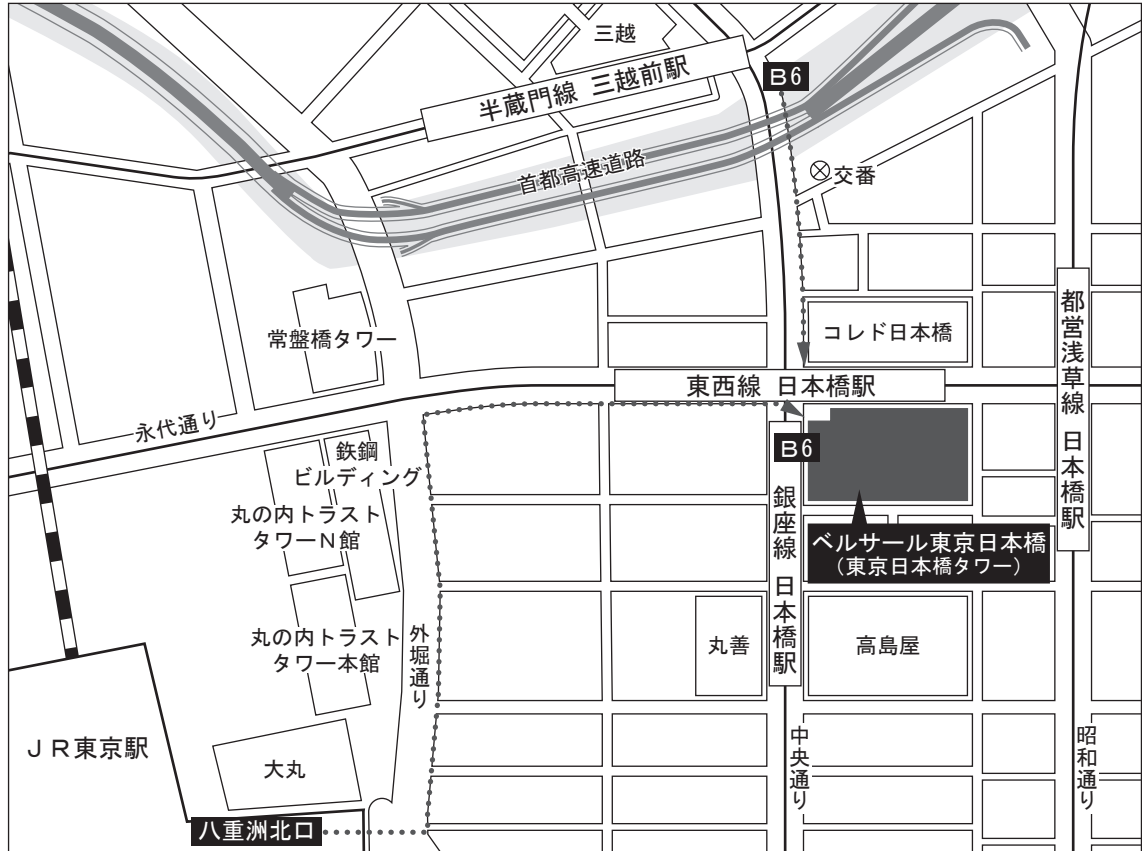 三越
B6
半蔵門線 三越前駅
交番
首都高速道路
コレド日本橋
常盤橋タワー
東西線 日本橋駅
都営浅草線 日本橋駅
永代通り
鉄鋼
ビルディング
B6
丸の内トラスト
タワーN館
銀座線 日本橋駅
ベルサール東京日本橋
(東京日本橋タワー)
丸の内トラスト
タワー本館
外堀通り
丸善
高島屋
JR東京駅
大丸
中央通り
昭和通り
八重洲北口